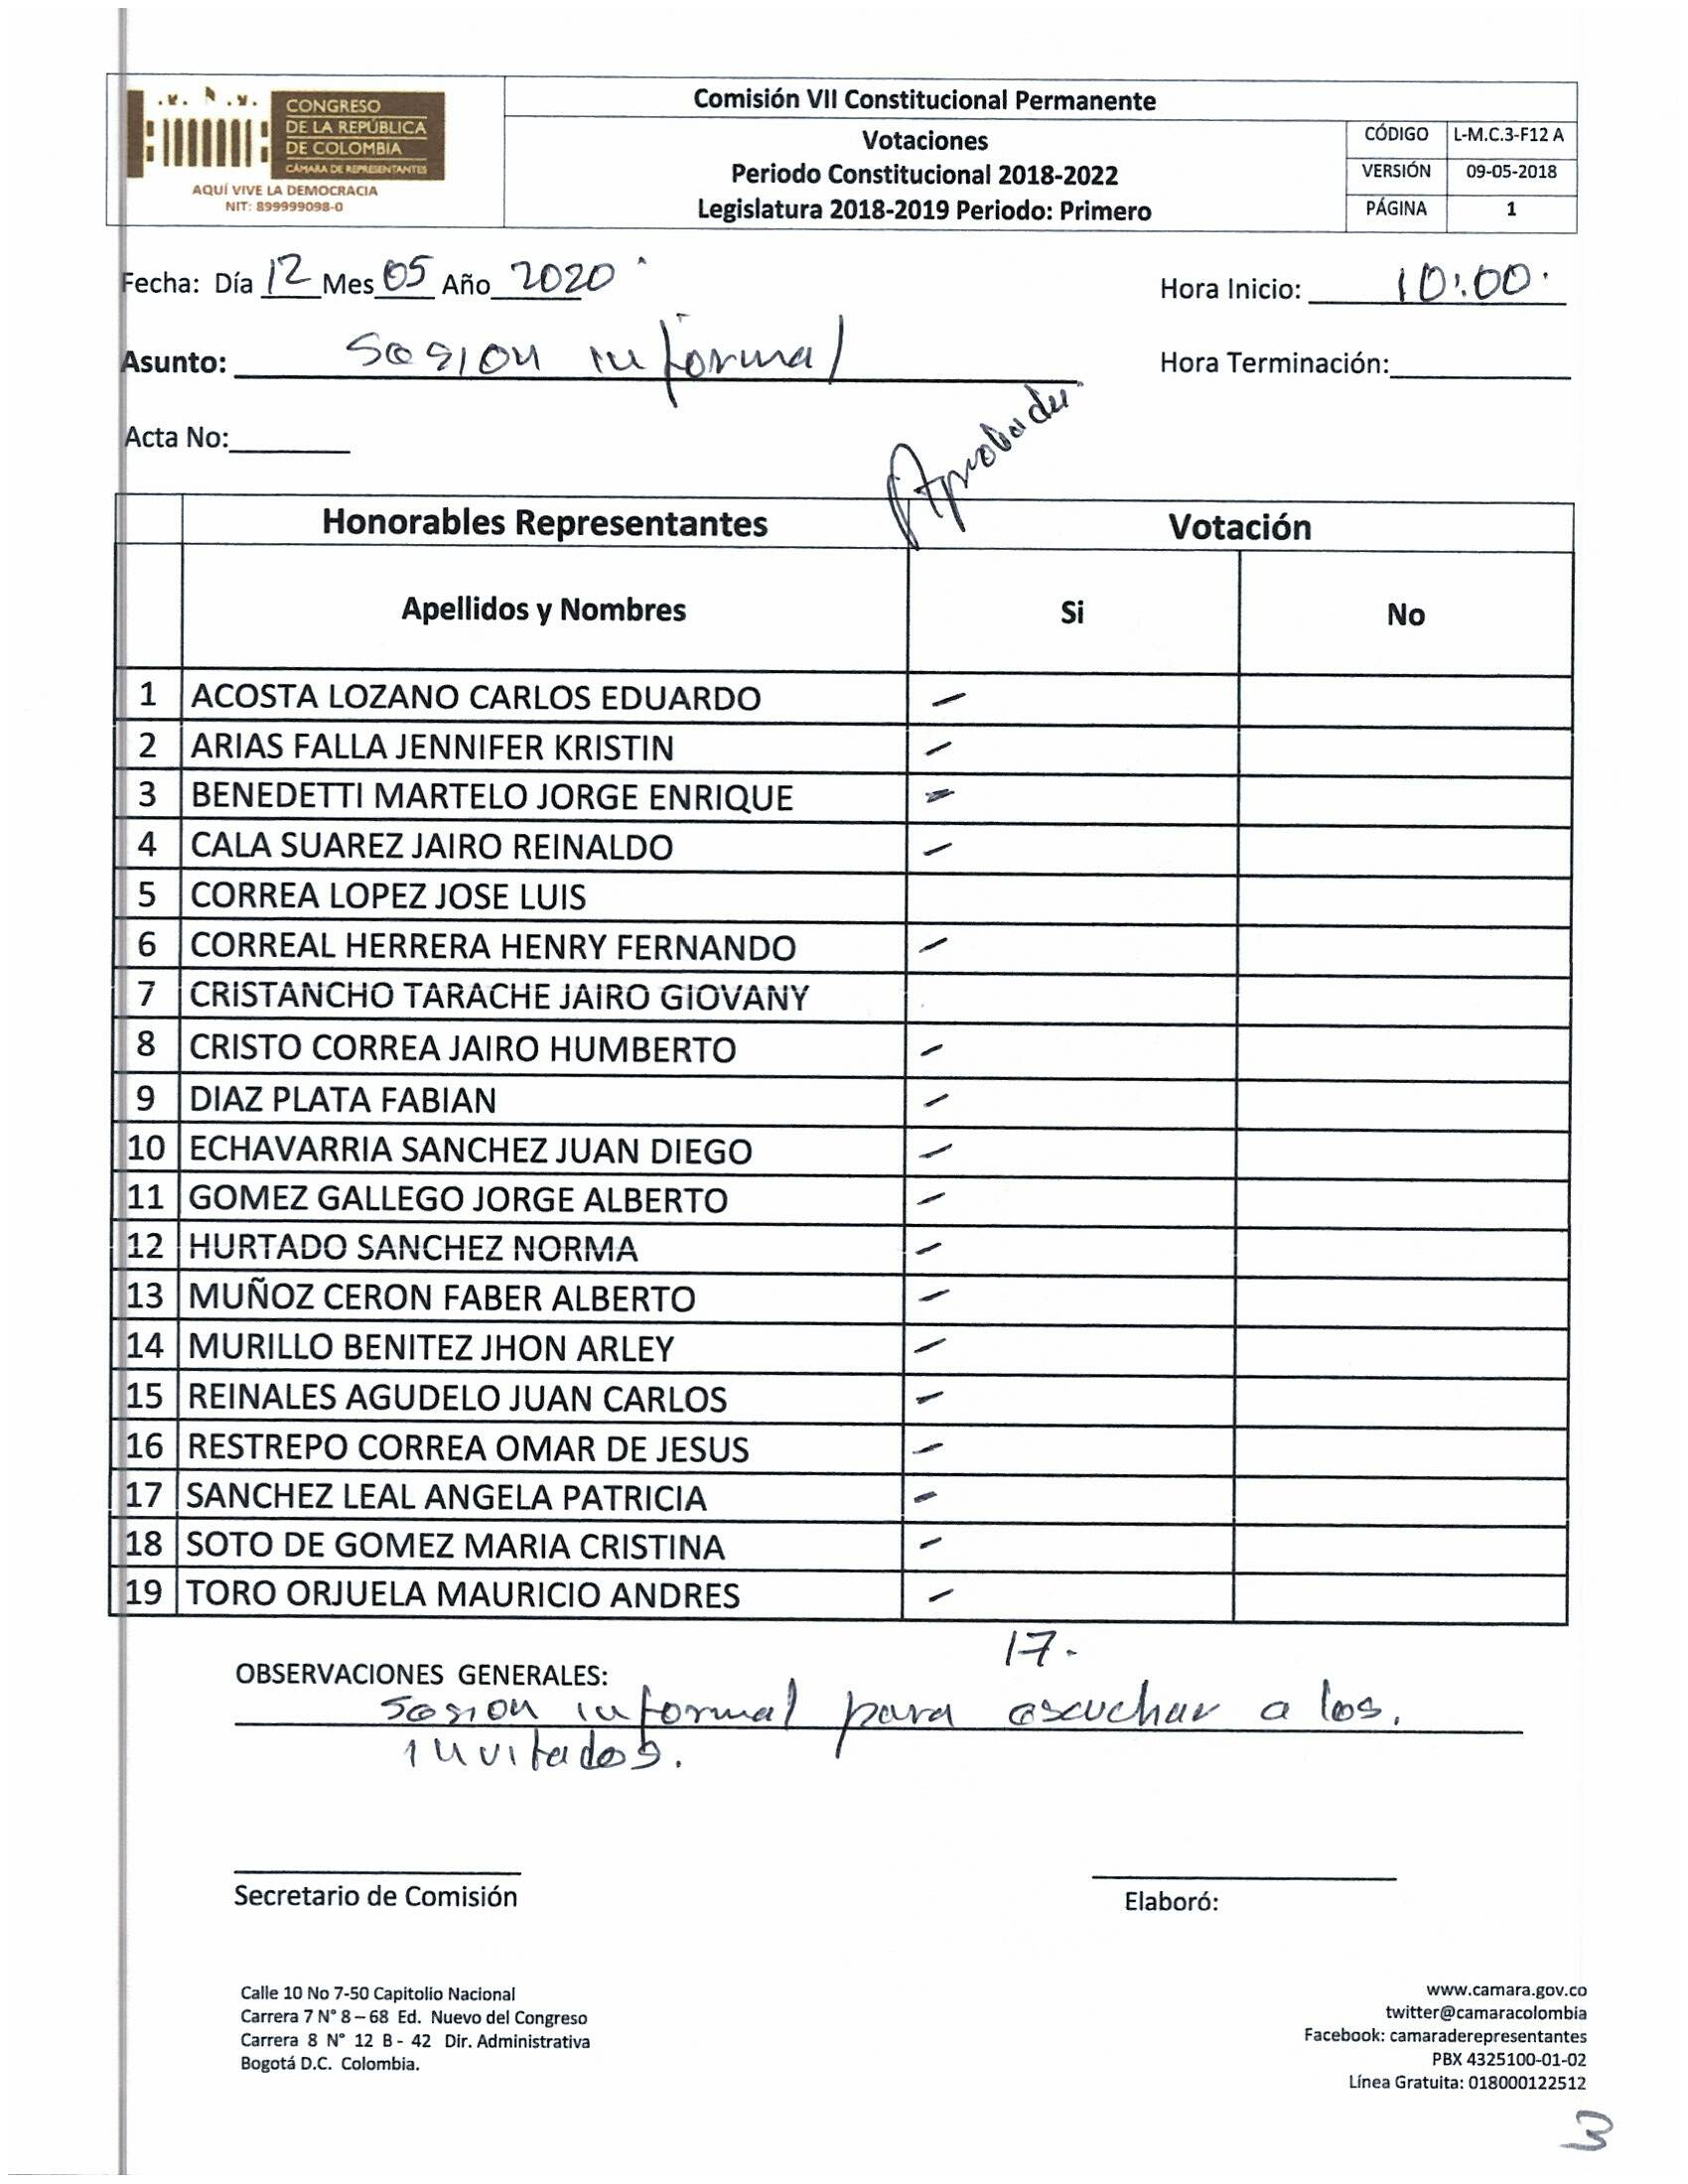 CONGRESO
DE LA REPÚBLICA
DE COLOMBIA
CÁMARA DE REPRESENTANTES
AQUÍ VIVE LA DEMOCRACIA
NIT: 899999098-0
Comisión VII Constitucional Permanente
Votaciones
Periodo Constitucional 2018-2022
Legislatura 2018-2019 Periodo: Primero
CÓDIGO L-M.C.3-F12 A
VERSIÓN 09-05-2018
PÁGINA 1
Fecha: Día 12 Mes 05 Año 2020 Hora Inicio: 10:00.
Asunto: Sesion informal Hora Terminación:
Acta No:
Aprobada
Honorables Representantes Votación
Apellidos y Nombres Si No
1 ACOSTA LOZANO CARLOS EDUARDO –
2 ARIAS FALLA JENNIFER KRISTIN –
3 BENEDETTI MARTELO JORGE ENRIQUE –
4 CALA SUAREZ JAIRO REINALDO –
5 CORREA LOPEZ JOSE LUIS
6 CORREAL HERRERA HENRY FERNANDO –
7 CRISTANCHO TARACHE JAIRO GIOVANY
8 CRISTO CORREA JAIRO HUMBERTO –
9 DIAZ PLATA FABIAN –
10 ECHAVARRIA SANCHEZ JUAN DIEGO –
11 GOMEZ GALLEGO JORGE ALBERTO –
12 HURTADO SANCHEZ NORMA –
13 MUÑOZ CERON FABER ALBERTO –
14 MURILLO BENITEZ JHON ARLEY –
15 REINALES AGUDELO JUAN CARLOS –
16 RESTREPO CORREA OMAR DE JESUS –
17 SANCHEZ LEAL ANGELA PATRICIA –
18 SOTO DE GOMEZ MARIA CRISTINA –
19 TORO ORJUELA MAURICIO ANDRES –
17.
OBSERVACIONES GENERALES:
Sesion informal para escuchar a los.
invitados.
Secretario de Comisión
Elaboró:
Calle 10 No 7-50 Capitolio Nacional
Carrera 7 N° 8 – 68 Ed. Nuevo del Congreso
Carrera 8 N° 12 B - 42 Dir. Administrativa
Bogotá D.C. Colombia.
www.camara.gov.co
twitter@camaracolombia
Facebook: camaraderepresentantes
PBX 4325100-01-02
Línea Gratuita: 018000122512
3